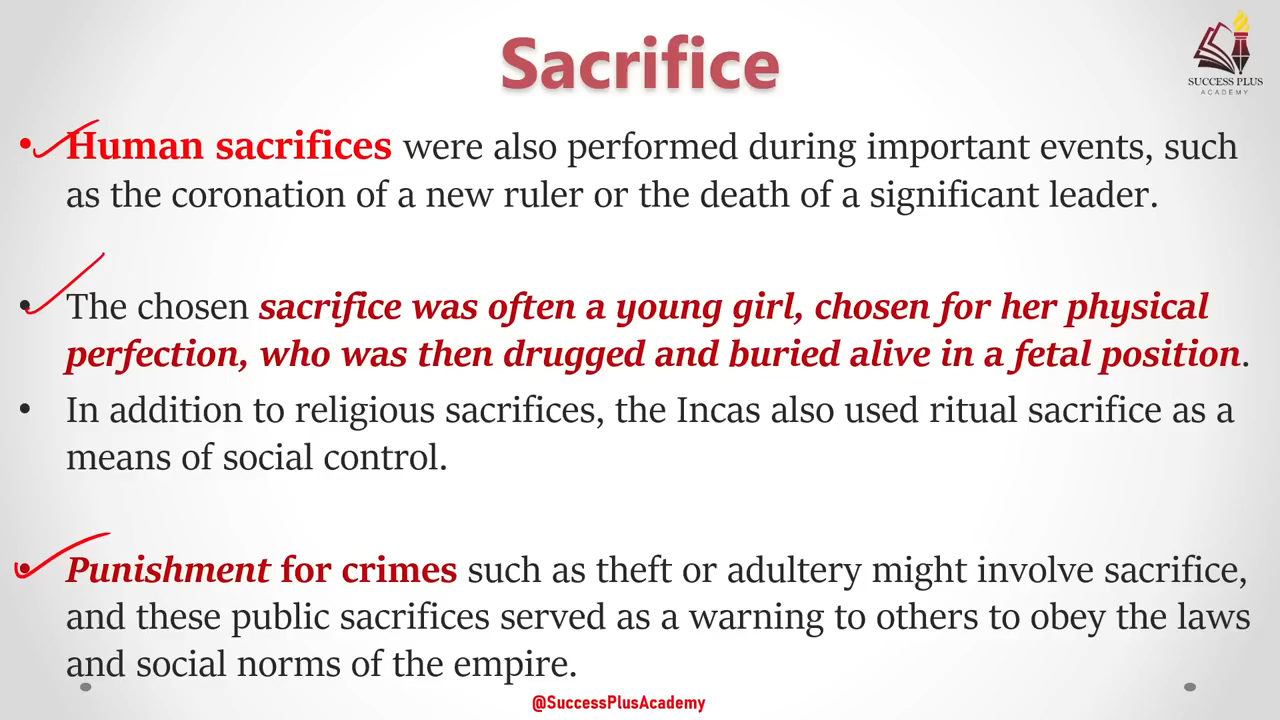 Sacrifice
SUCCESS PLUS
ACADEMY
• Human sacrifices were also performed during important events, such
as the coronation of a new ruler or the death of a significant leader.
• The chosen sacrifice was often a young girl, chosen for her physical
perfection, who was then drugged and buried alive in a fetal position.
• In addition to religious sacrifices, the Incas also used ritual sacrifice as a
means of social control.
• Punishment for crimes such as theft or adultery might involve sacrifice,
and these public sacrifices served as a warning to others to obey the laws
and social norms of the empire.
@SuccessPlusAcademy